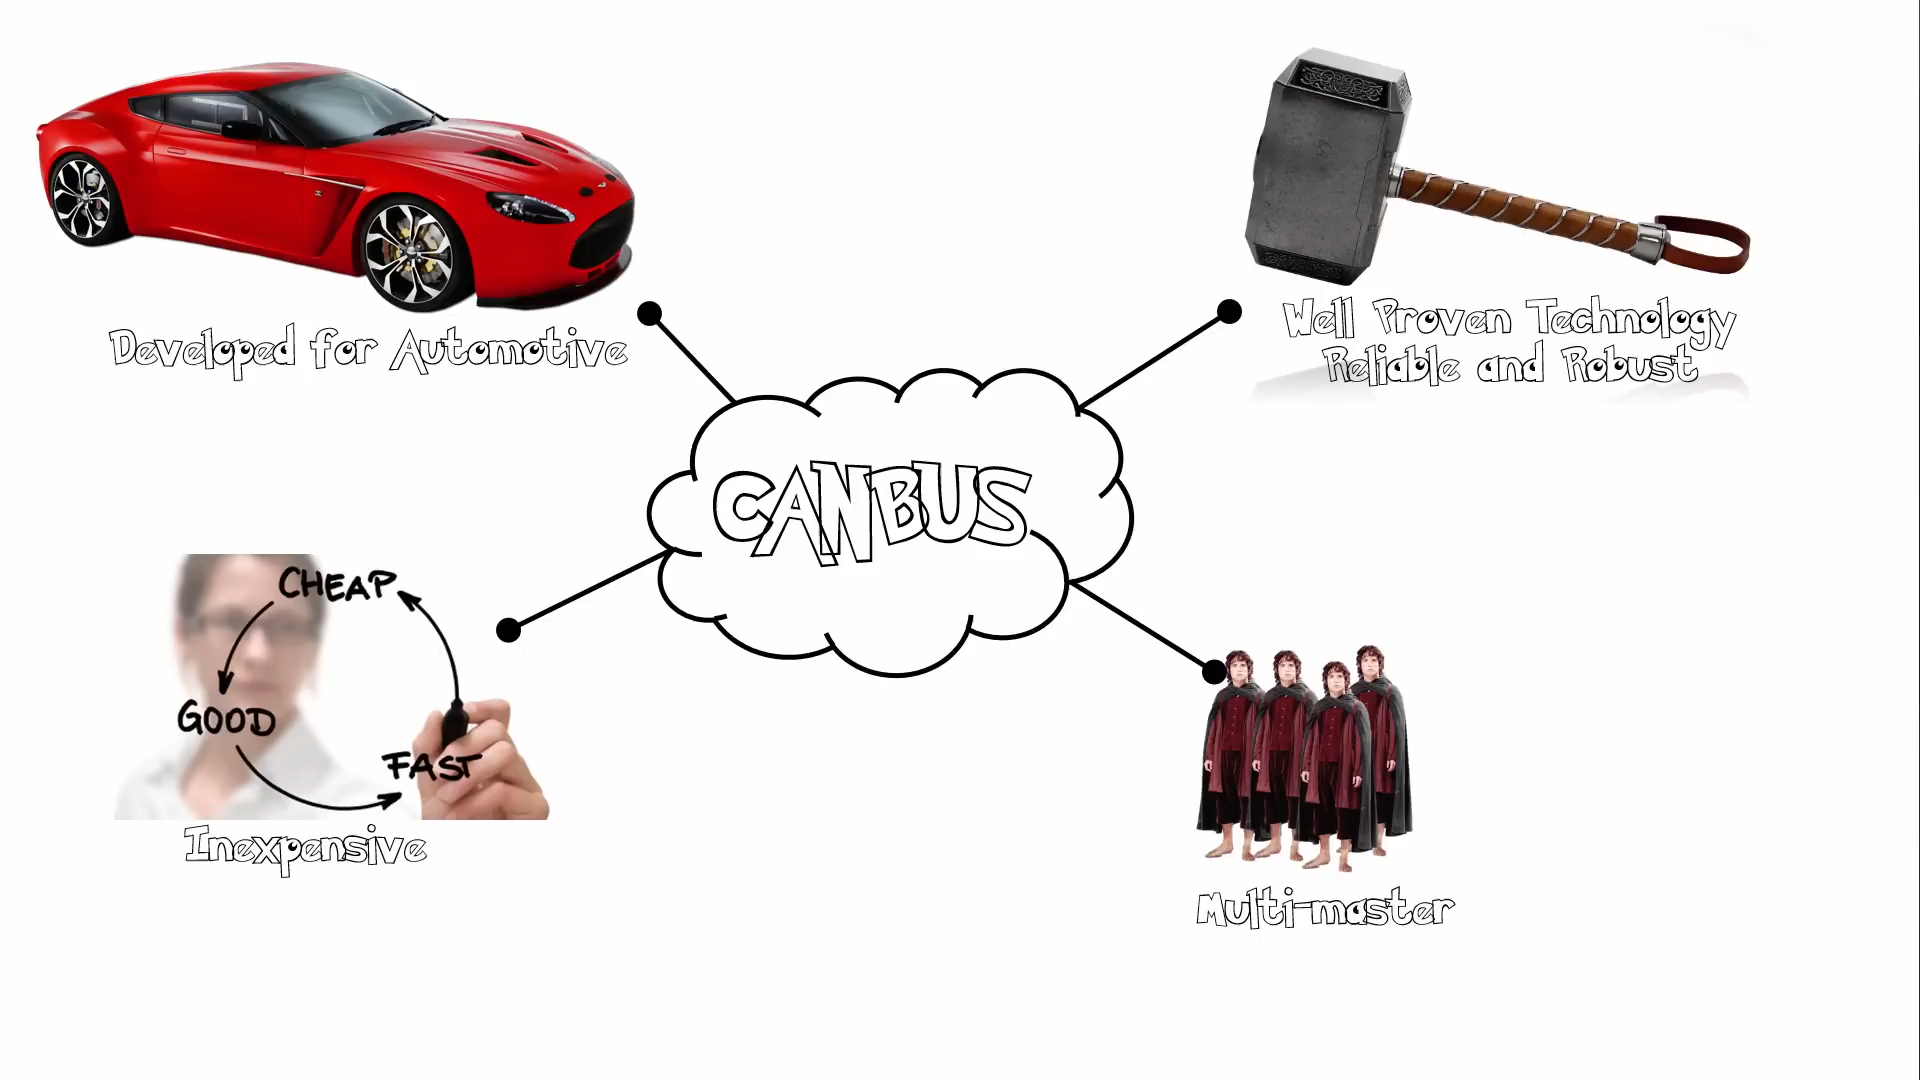 Developed for Automotive
Well Proven Technology
Reliable and Robust
CANBUS
CHEAP
GOOD
FAST
Inexpensive
Multi-master